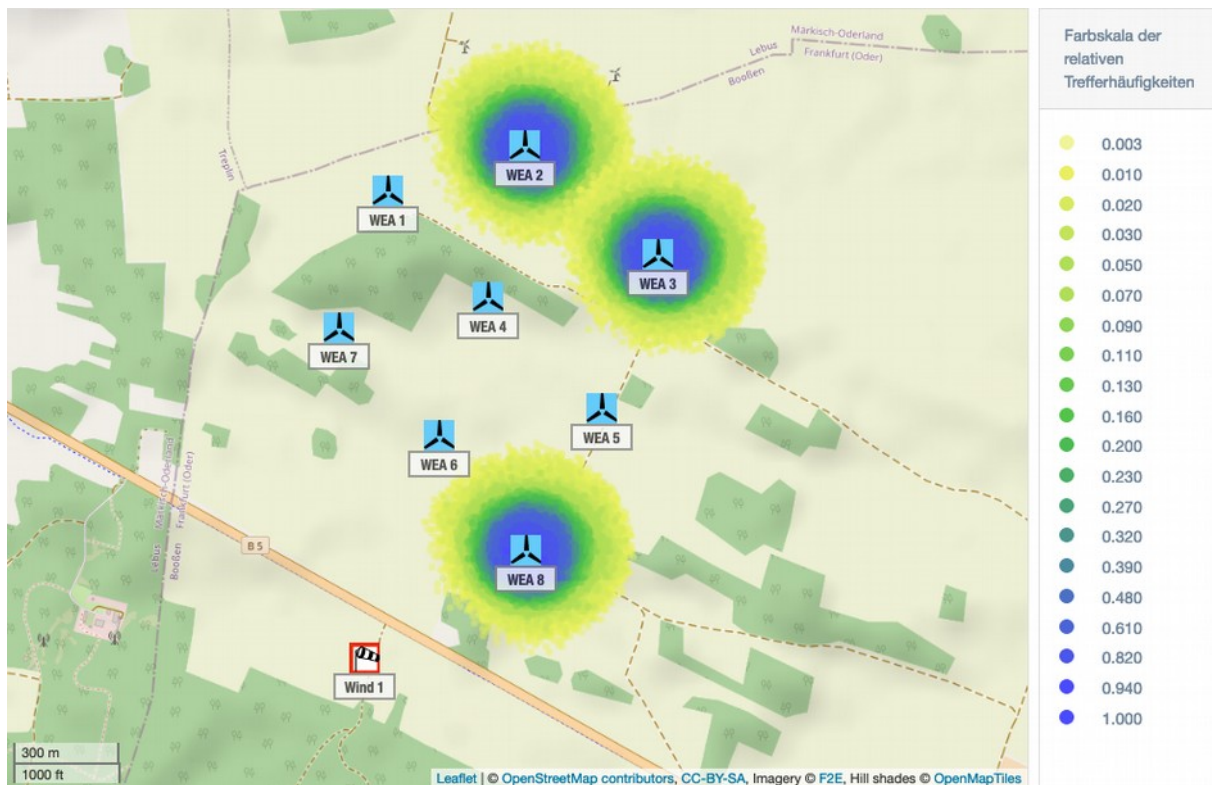 Märkisch-Oderland
Lebus
Frankfurt (Oder)
Booßen
Treplin
WEA 2
WEA 1
WEA 3
WEA 4
WEA 7
WEA 5
WEA 6
Märkisch-Oderland
Frankfurt (Oder)
Lebus
Booßen
B 5
WEA 8
Wind 1
300 m
1000 ft
Leaflet | © OpenStreetMap contributors, CC-BY-SA, Imagery © F2E, Hill shades © OpenMapTiles
Farbskala der
relativen
Trefferhäufigkeiten
0.003
0.010
0.020
0.030
0.050
0.070
0.090
0.110
0.130
0.160
0.200
0.230
0.270
0.320
0.390
0.480
0.610
0.820
0.940
1.000